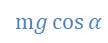 mg cos α